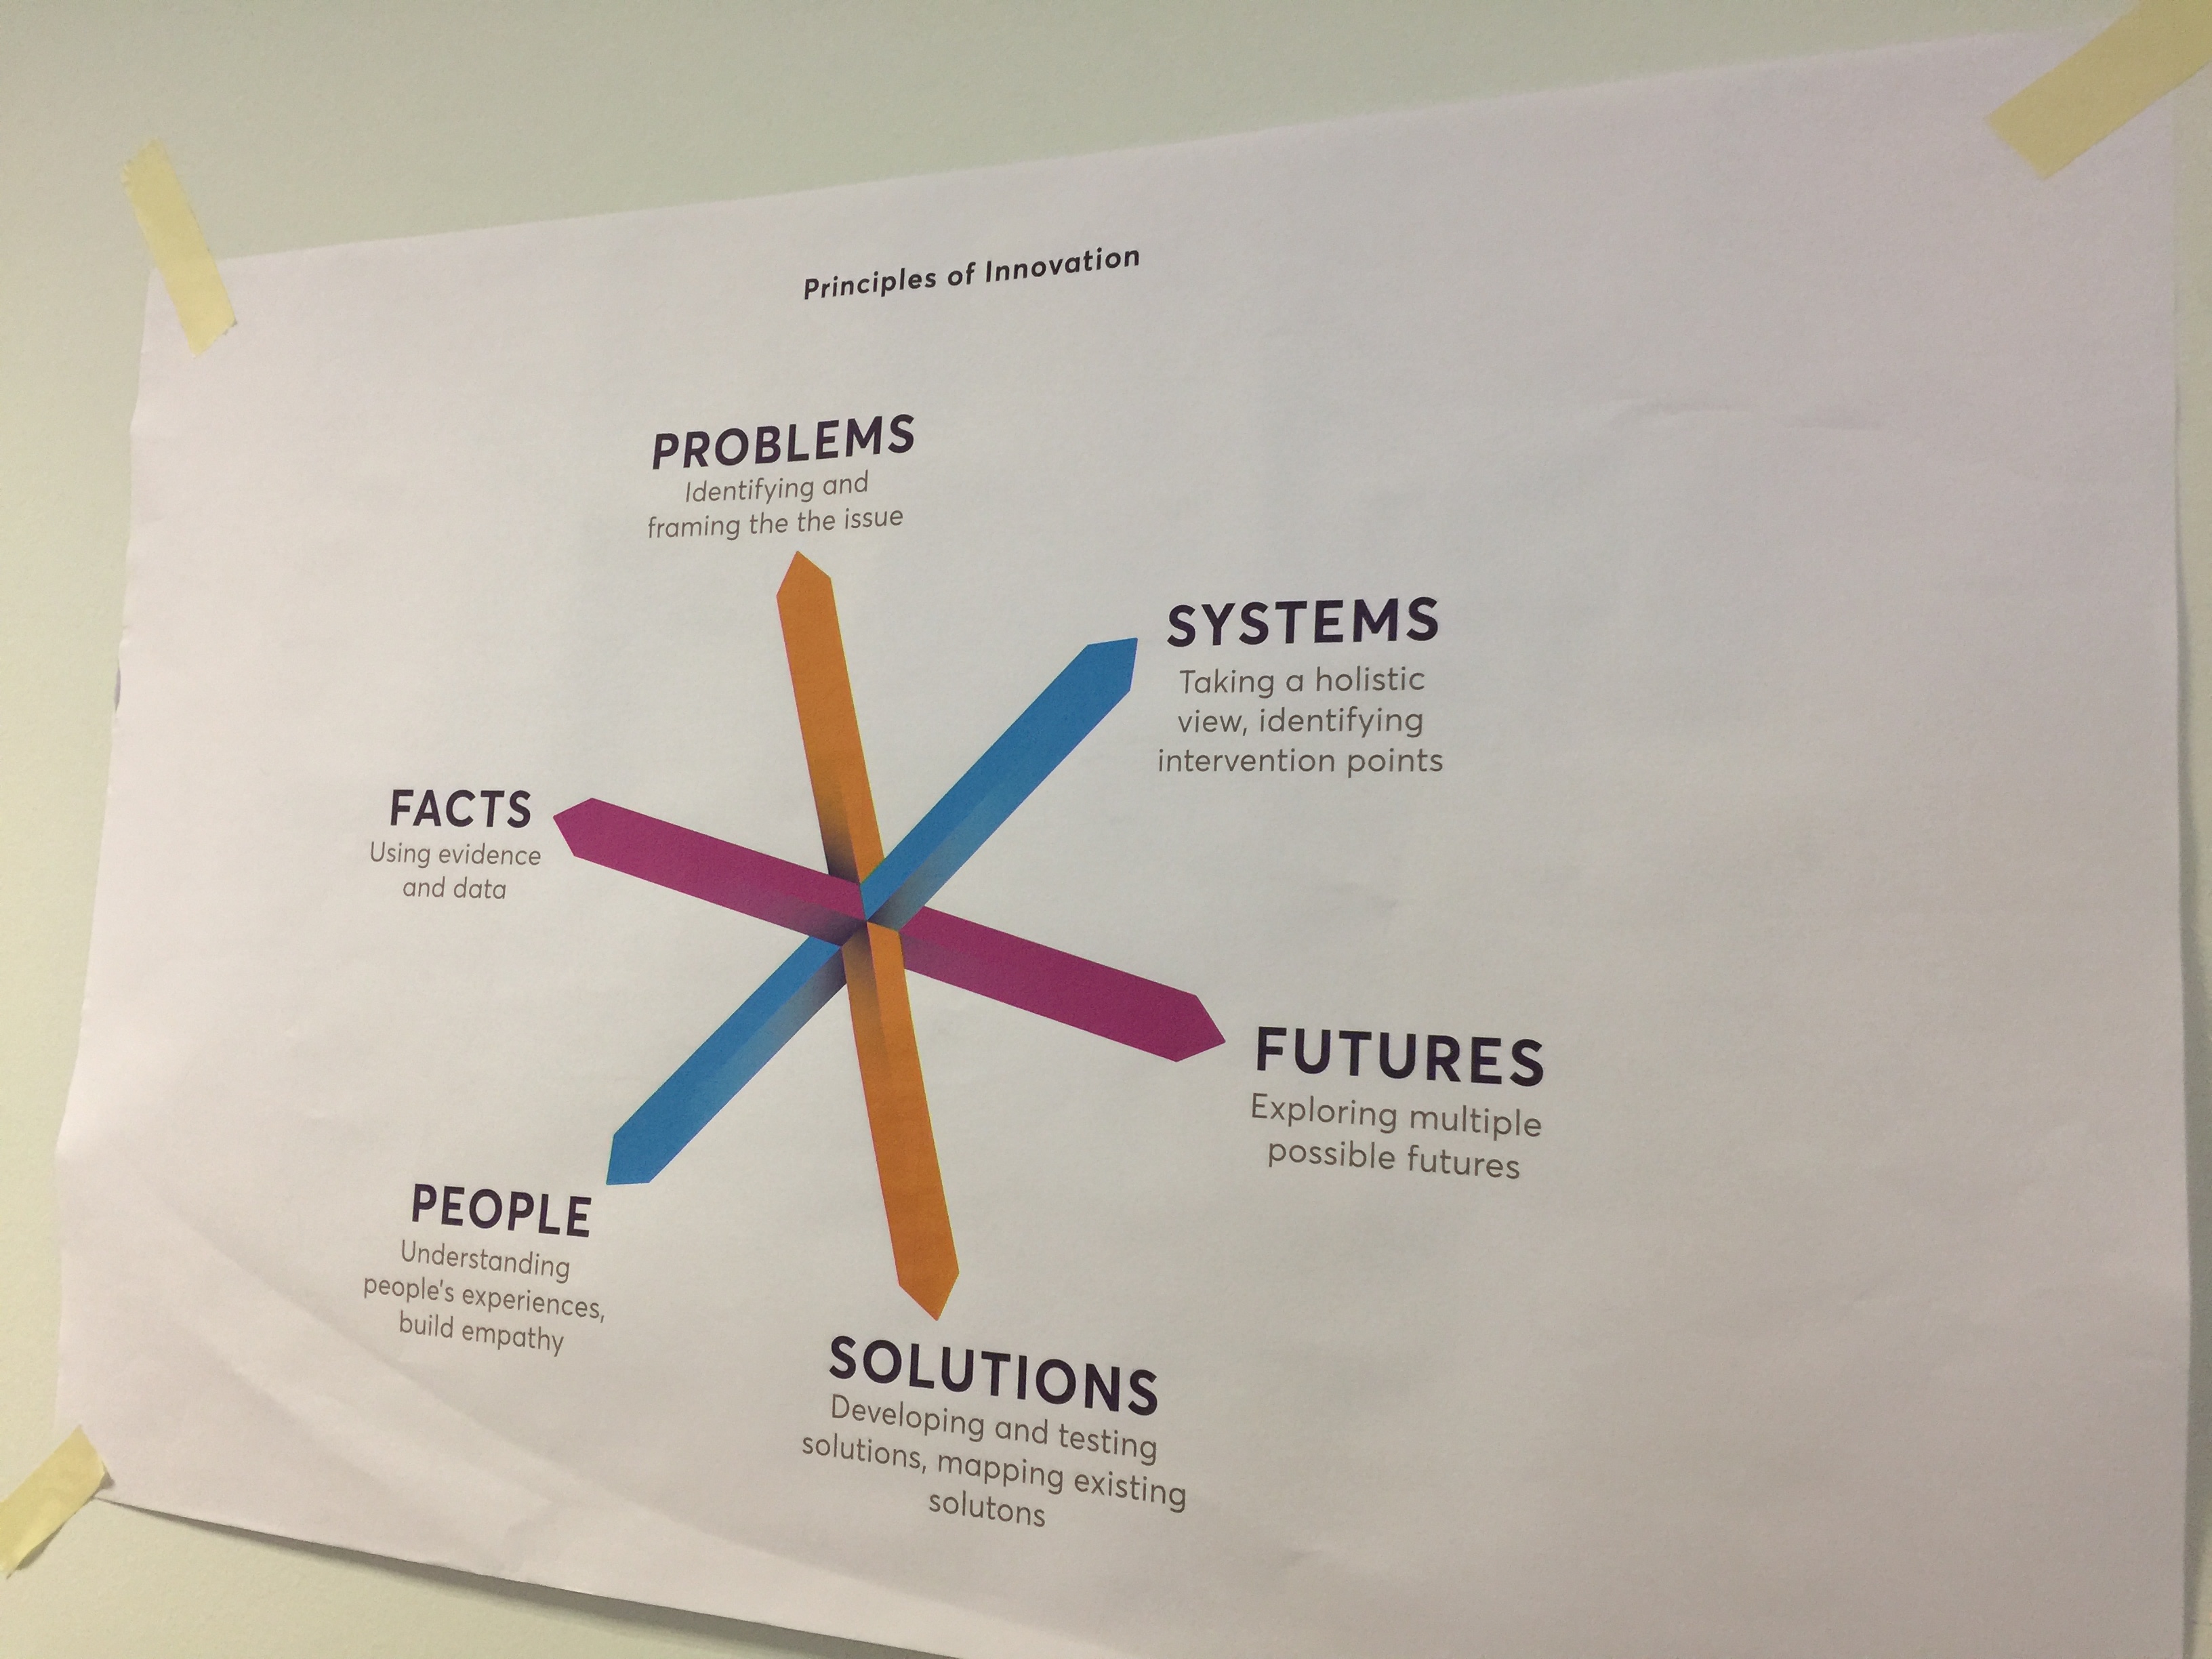 Principles of Innovation
PROBLEMS
Identifying and
framing the the issue
SYSTEMS
Taking a holistic
view, identifying
intervention points
FACTS
Using evidence
and data
FUTURES
Exploring multiple
possible futures
PEOPLE
Understanding
people's experiences,
build empathy
SOLUTIONS
Developing and testing
solutions, mapping existing
solutons